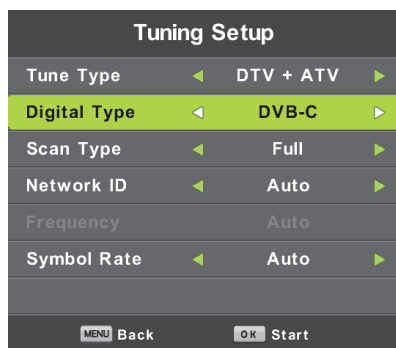 Tuning Setup
Tune Type DTV + ATV
Digital Type DVB-C
Scan Type Full
Network ID Auto
Frequency Auto
Symbol Rate Auto
MENU Back OK Start